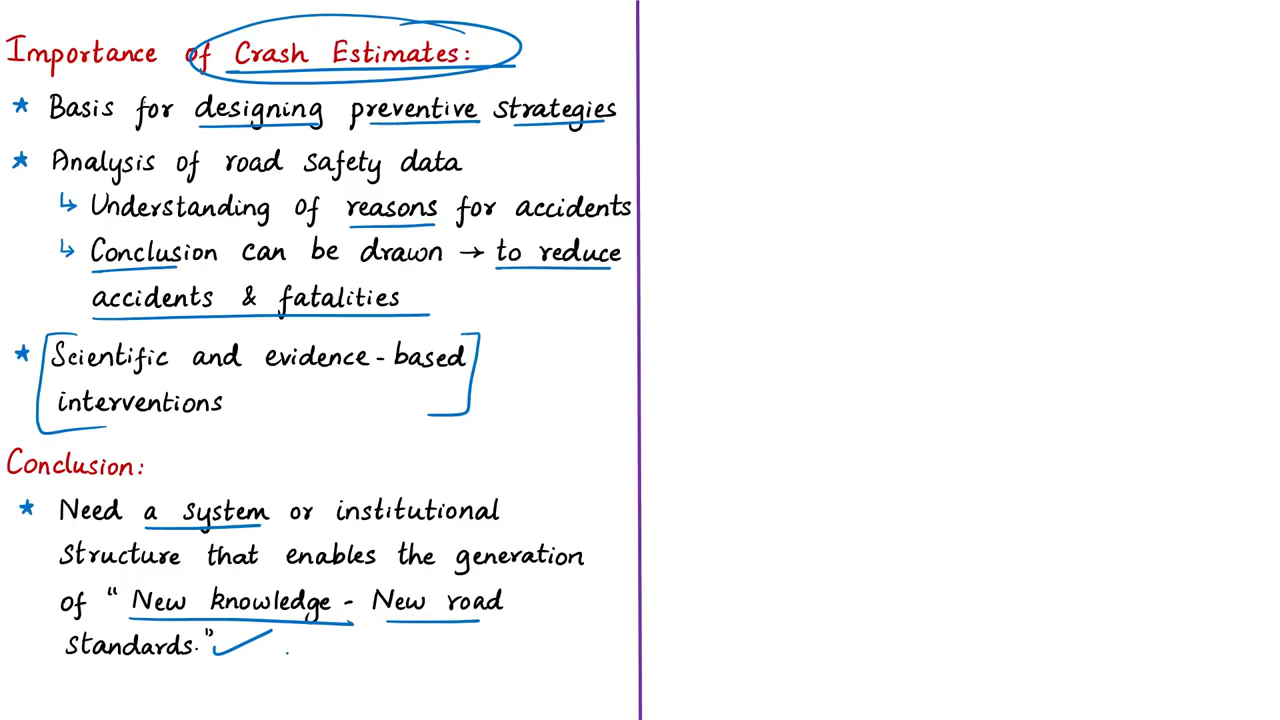 Importance of Crash Estimates:
* Basis for designing preventive strategies
* Analysis of road safety data
↳ Understanding of reasons for accidents
↳ Conclusion can be drawn → to reduce
accidents & fatalities
* Scientific and evidence-based
interventions
Conclusion:
* Need a system or institutional
structure that enables the generation
of “ New knowledge - New road
standards.”